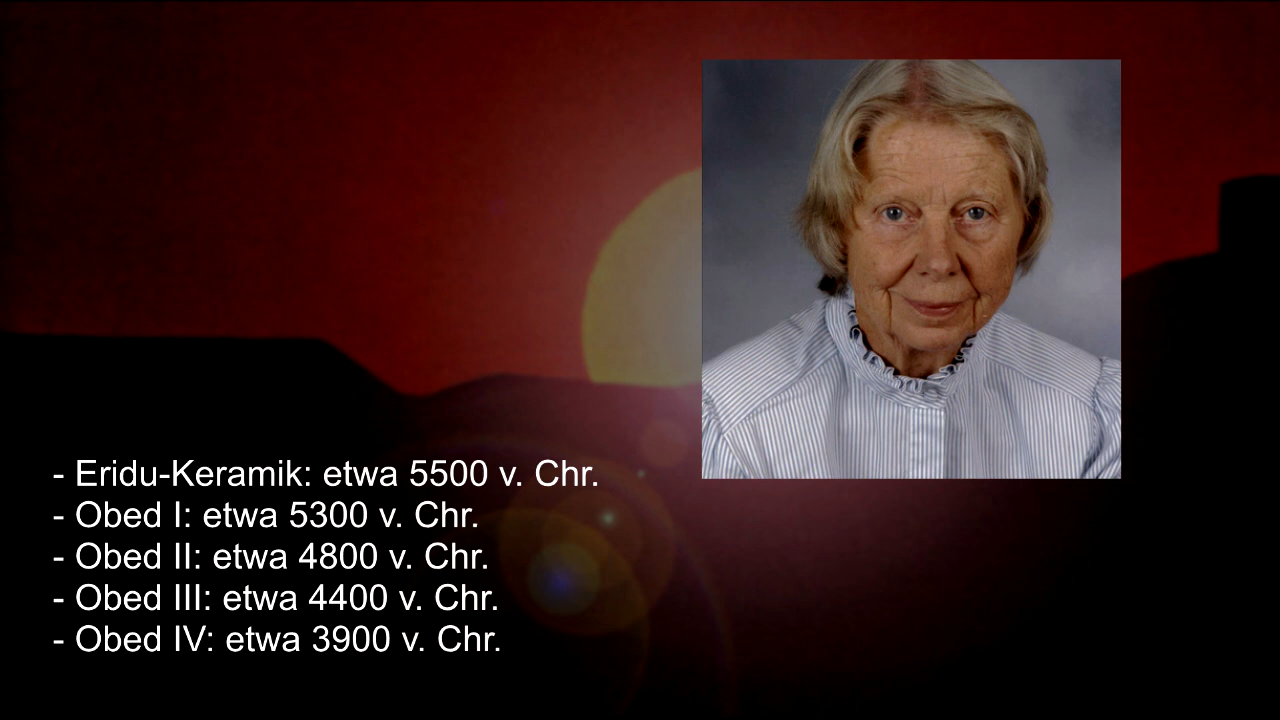 - Eridu-Keramik: etwa 5500 v. Chr.
- Obed I: etwa 5300 v. Chr.
- Obed II: etwa 4800 v. Chr.
- Obed III: etwa 4400 v. Chr.
- Obed IV: etwa 3900 v. Chr.